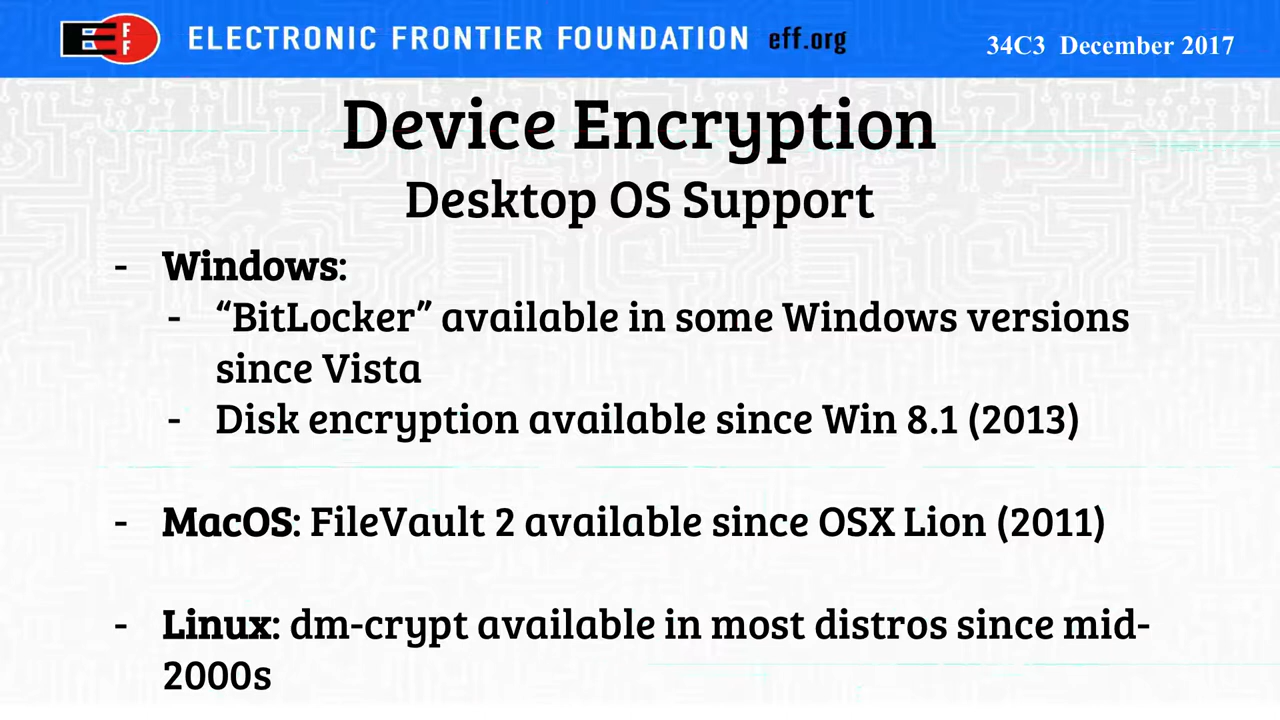 EFF ELECTRONIC FRONTIER FOUNDATION eff.org 34C3 December 2017
Device Encryption
Desktop OS Support
- Windows:
- “BitLocker” available in some Windows versions
since Vista
- Disk encryption available since Win 8.1 (2013)
- MacOS: FileVault 2 available since OSX Lion (2011)
- Linux: dm-crypt available in most distros since mid-
2000s